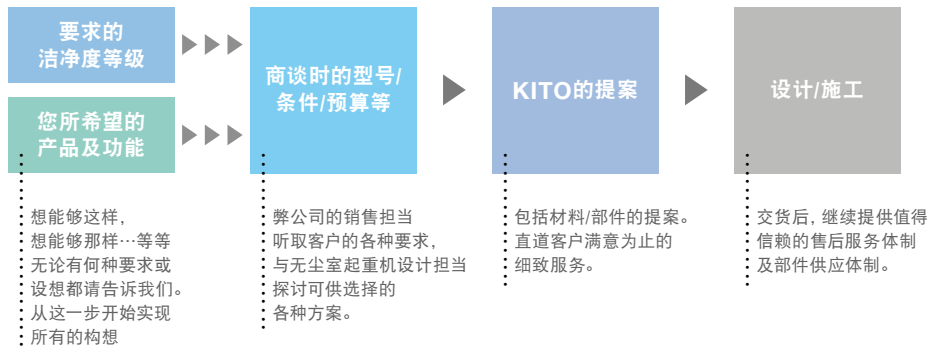 要求的
洁净度等级
您所希望的
产品及功能
商谈时的型号/
条件/预算等
KITO的提案
设计/施工
想能够这样,
想能够那样…等等
无论有何种要求或
设想都请告诉我们。
从这一步开始实现
所有的构想
弊公司的销售担当
听取客户的各种要求,
与无尘室起重机设计担当
探讨可供选择的
各种方案。
包括材料/部件的提案。
直道客户满意为止的
细致服务。
交货后, 继续提供值得
信赖的售后服务体制
及部件供应体制。